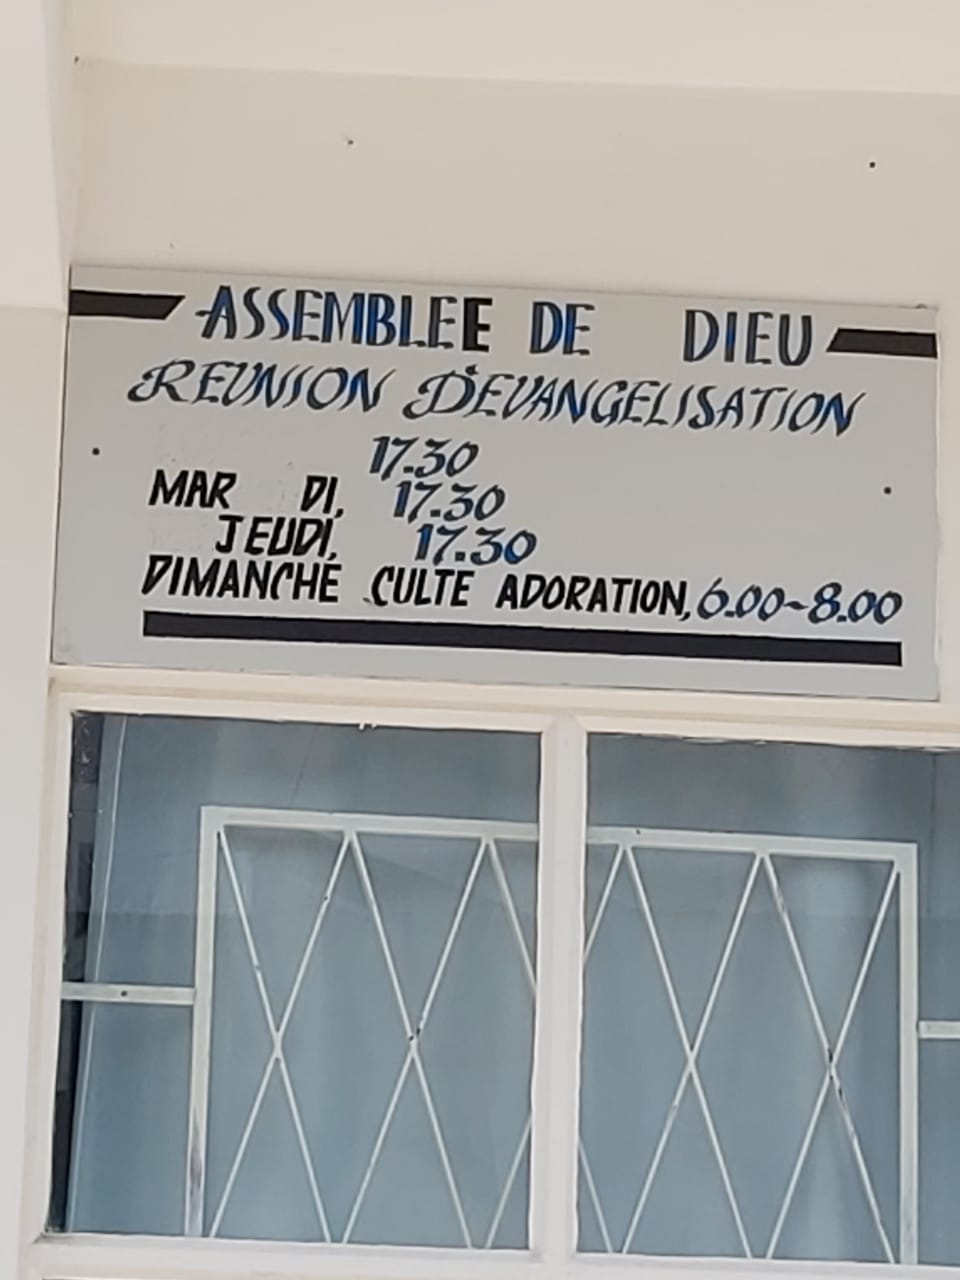 ASSEMBLEE DE DIEU
REUNION D'EVANGELISATION
17.30
MAR DI, 17.30
JEUDI, 17.30
DIMANCHE CULTE ADORATION, 6.00~8.00